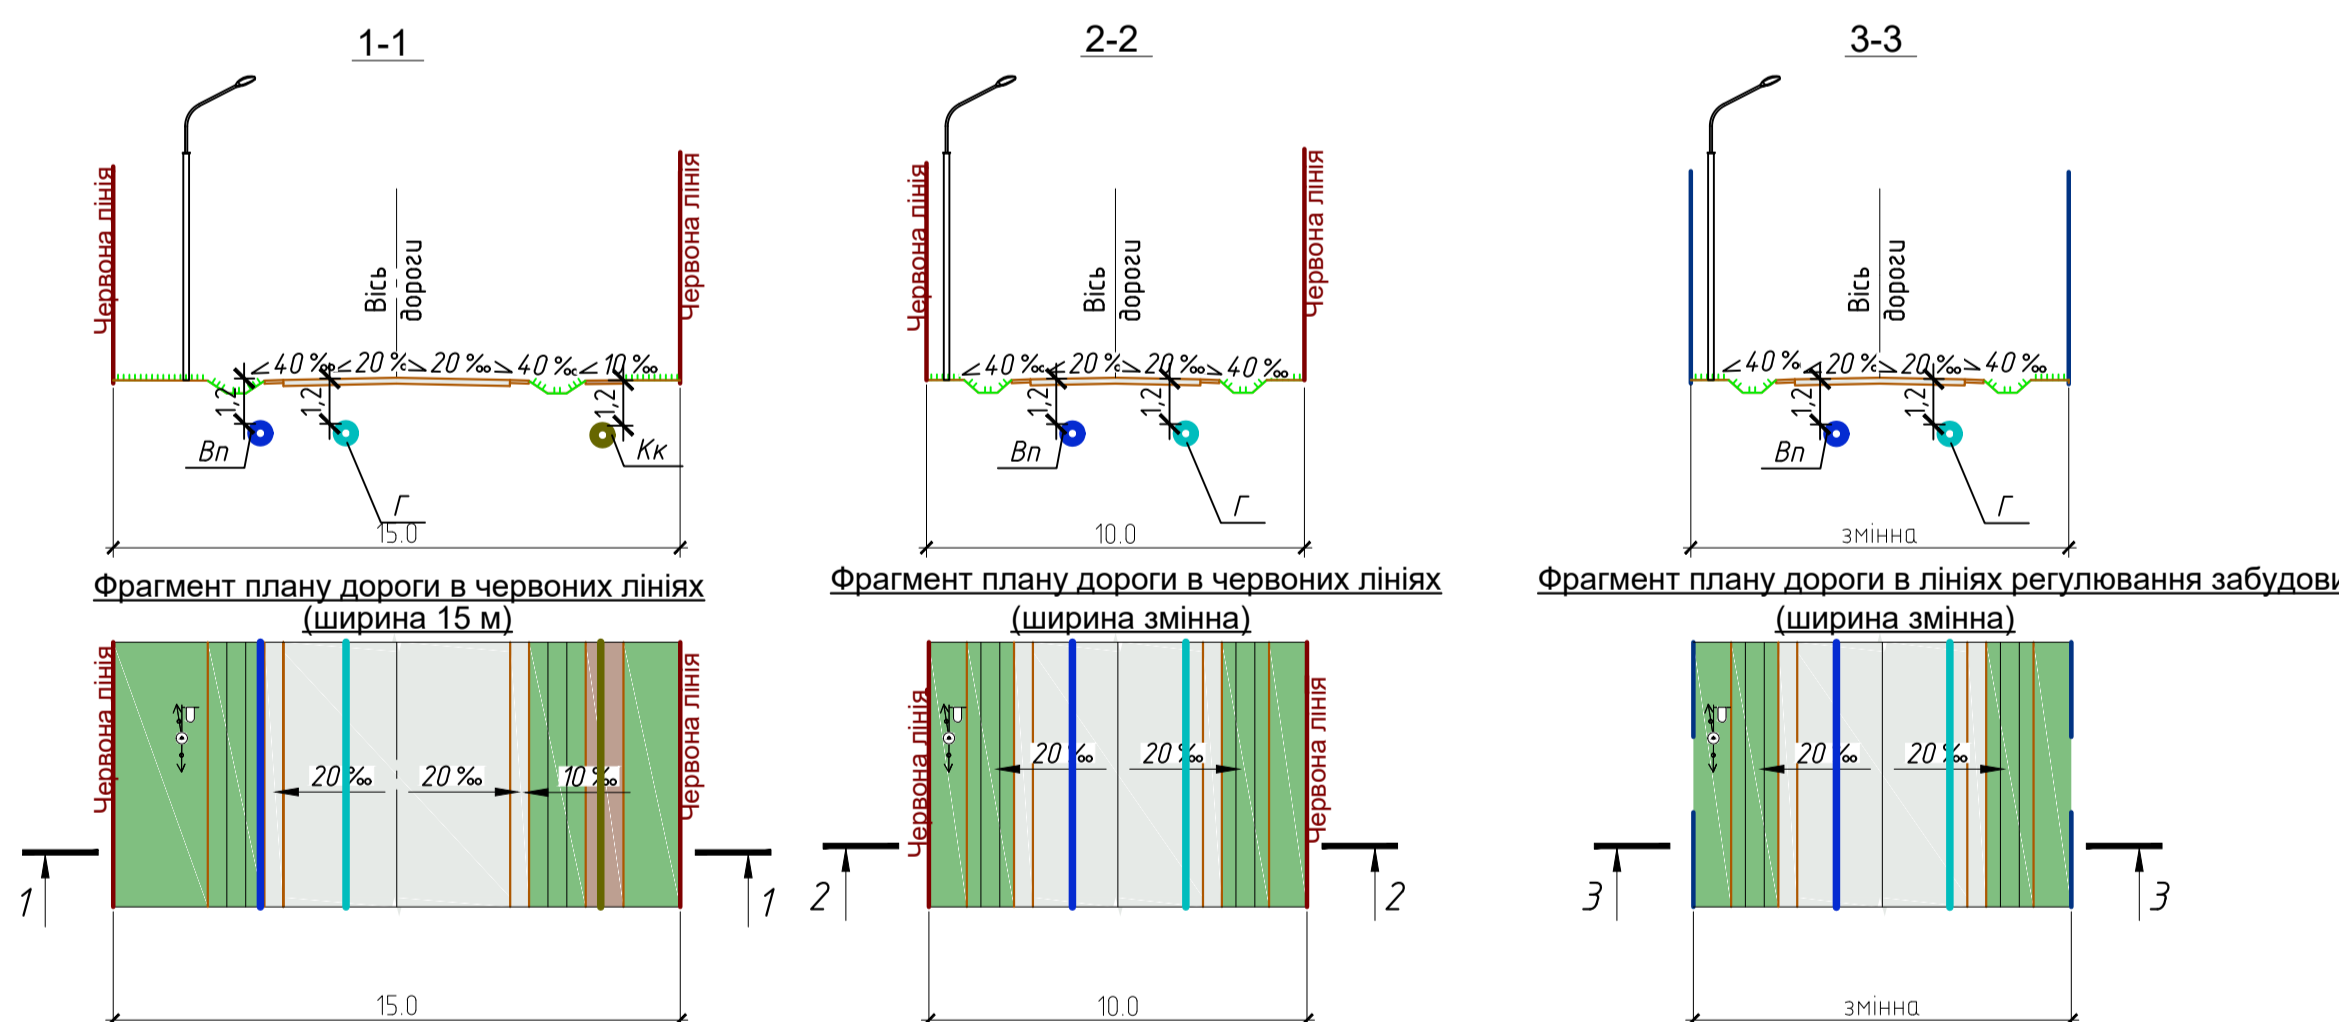 1-1
Червона лінія
Вісь
дороги
Червона лінія
≤40‰ ≤20‰ ≥20‰ ≥40‰ ≤10‰
1,2
1,2
1,2
Вп
Г
Кк
15.0
Фрагмент плану дороги в червоних лініях
(ширина 15 м)
Червона лінія
20‰
20‰
10‰
Червона лінія
1
1
15.0
2-2
Червона лінія
Вісь
дороги
Червона лінія
≤40‰ ≤20‰ ≥20‰ ≥40‰
1,2
1,2
Вп
Г
10.0
Фрагмент плану дороги в червоних лініях
(ширина змінна)
Червона лінія
20‰
20‰
Червона лінія
2
2
10.0
3-3
Вісь
дороги
≤40‰ ≤20‰ ≥20‰ ≥40‰
1,2
1,2
Вп
Г
змінна
Фрагмент плану дороги в лініях регулювання забудови
(ширина змінна)
20‰
20‰
3
3
змінна